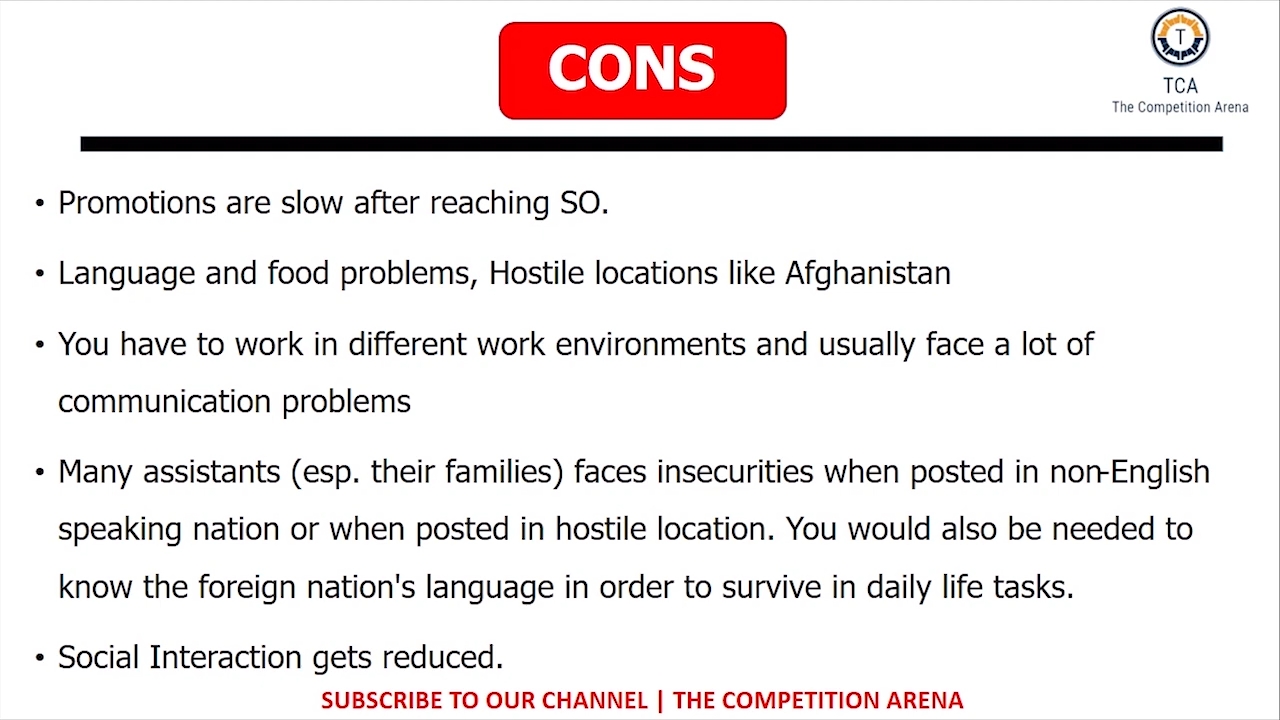 CONS
T
TCA
The Competition Arena
• Promotions are slow after reaching SO.
• Language and food problems, Hostile locations like Afghanistan
• You have to work in different work environments and usually face a lot of
communication problems
• Many assistants (esp. their families) faces insecurities when posted in non-English
speaking nation or when posted in hostile location. You would also be needed to
know the foreign nation's language in order to survive in daily life tasks.
• Social Interaction gets reduced.
SUBSCRIBE TO OUR CHANNEL | THE COMPETITION ARENA